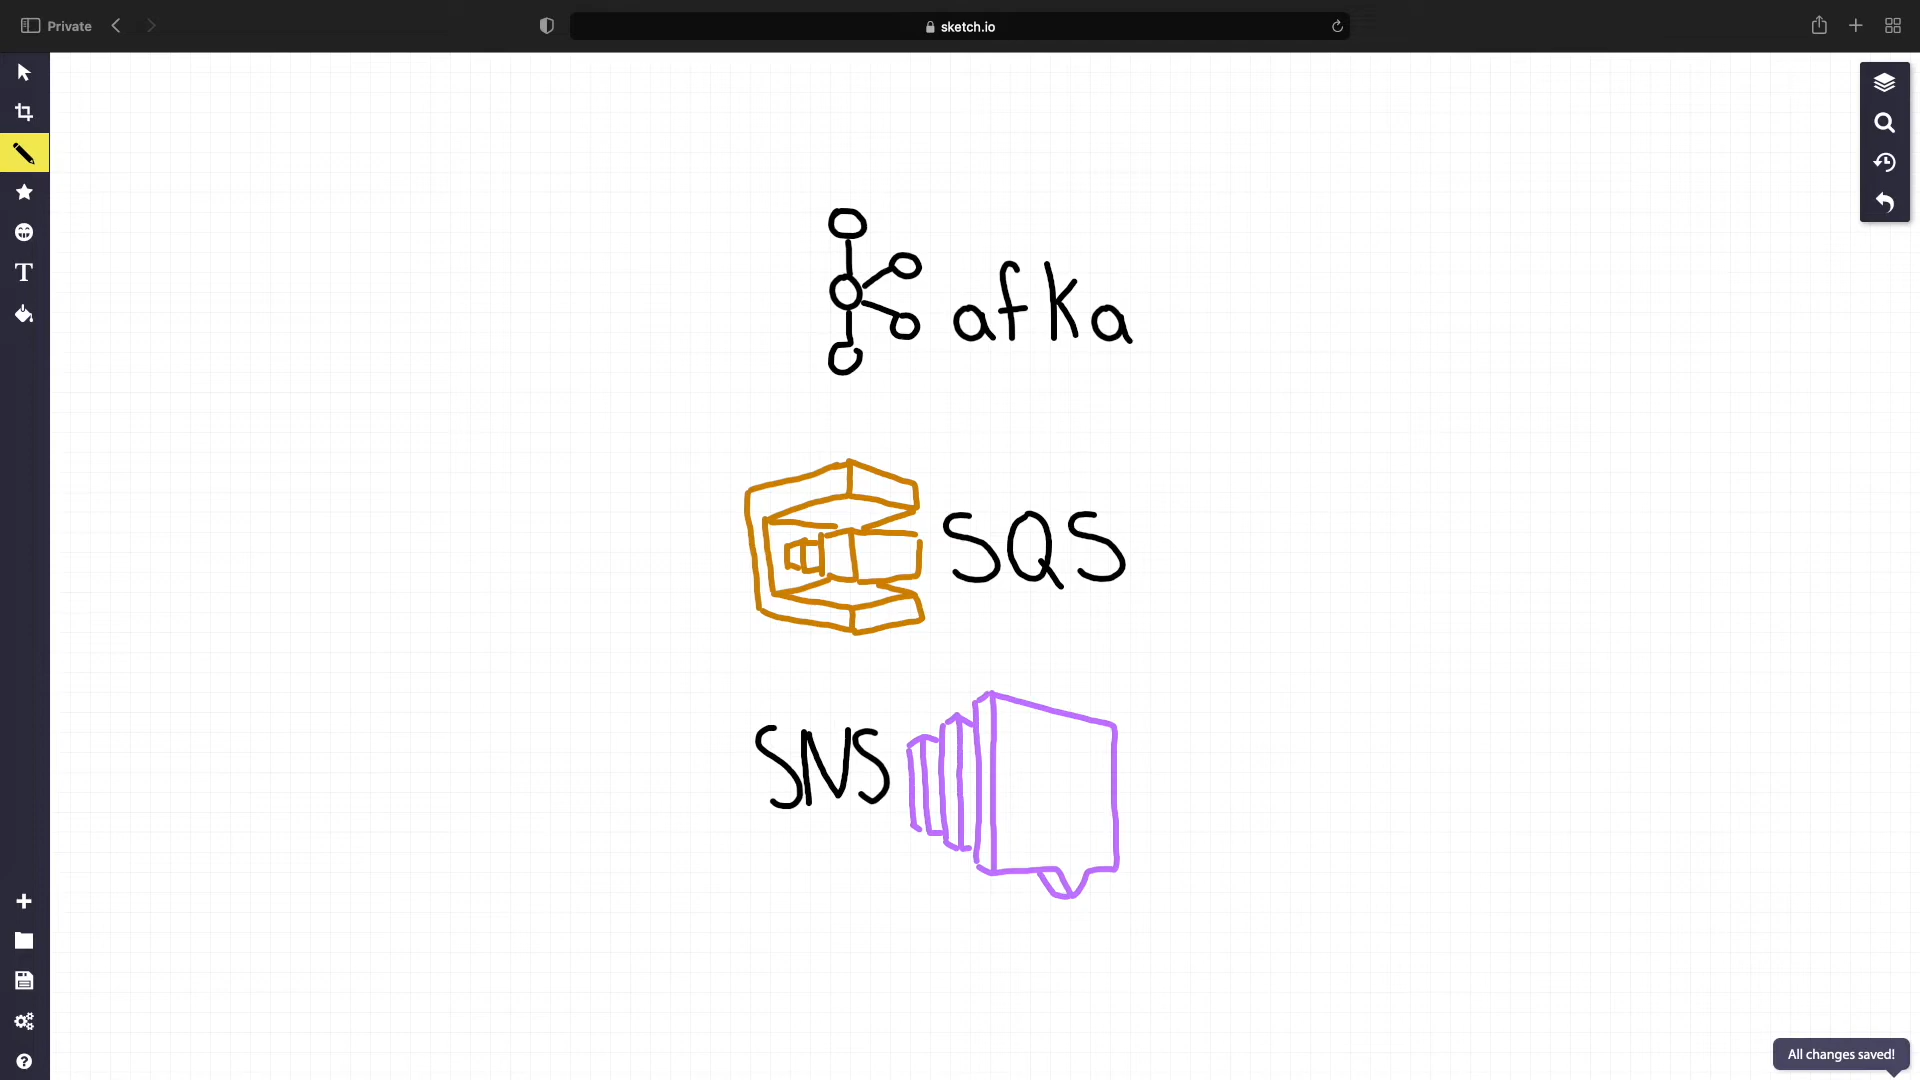 Private
sketch.io
T
afka
SQS
SNS
?
All changes saved!